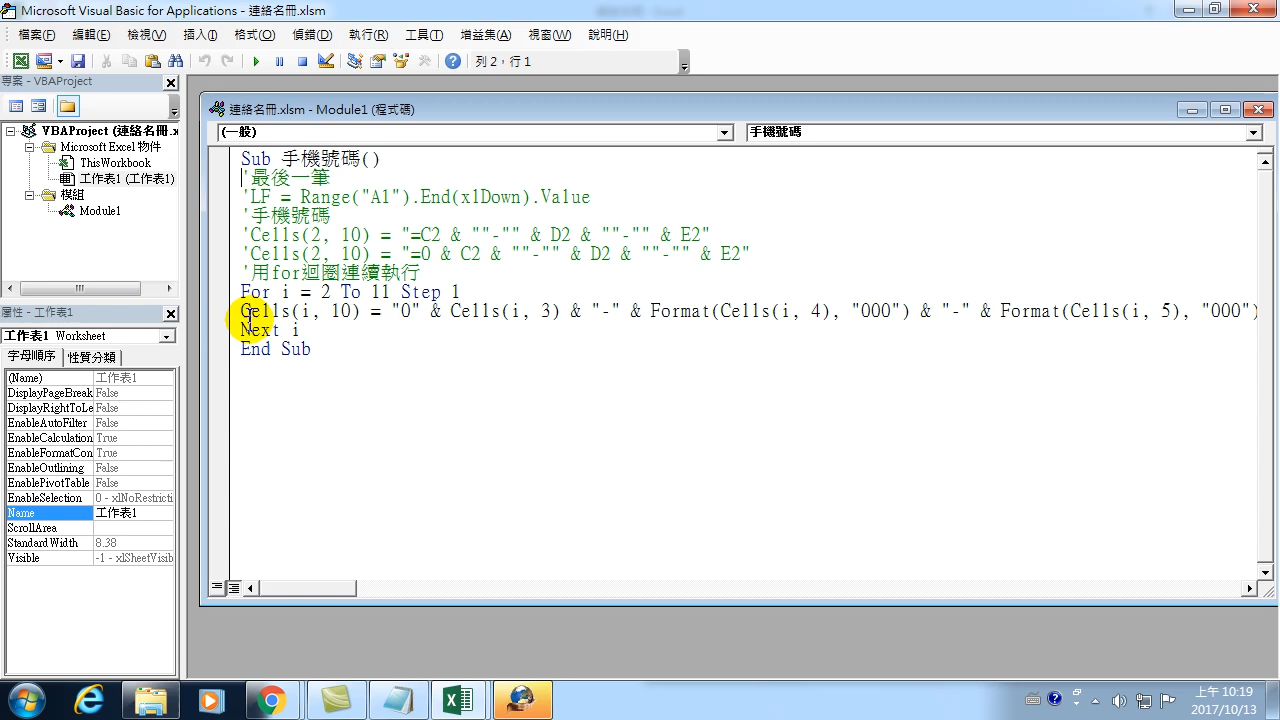 Microsoft Visual Basic for Applications - 連絡名冊.xlsm
檔案(F) 編輯(E) 檢視(V) 插入(I) 格式(O) 偵錯(D) 執行(R) 工具(T) 增益集(A) 視窗(W) 說明(H)
列 2，行 1
專案 - VBAProject
VBAProject (連絡名冊.x
Microsoft Excel 物件
ThisWorkbook
工作表1 (工作表1)
模組
Module1
屬性 - 工作表1
工作表1 Worksheet
字母順序 性質分類
(Name) 工作表1
DisplayPageBreak False
DisplayRightToLe False
EnableAutoFilter False
EnableCalculation True
EnableFormatCon True
EnableOutlining False
EnablePivotTable False
EnableSelection 0 - xlNoRestricti
Name 工作表1
ScrollArea
StandardWidth 8.38
Visible -1 - xlSheetVisib
連絡名冊.xlsm - Module1 (程式碼)
(一般) 手機號碼
Sub 手機號碼()
'最後一筆
'LF = Range("A1").End(xlDown).Value
'手機號碼
'Cells(2, 10) = "=C2 & ""-"" & D2 & ""-"" & E2"
'Cells(2, 10) = "=0 & C2 & ""-"" & D2 & ""-"" & E2"
'用for迴圈連續執行
For i = 2 To 11 Step 1
Cells(i, 10) = "0" & Cells(i, 3) & "-" & Format(Cells(i, 4), "000") & "-" & Format(Cells(i, 5), "000")
Next i
End Sub
上午 10:19
2017/10/13